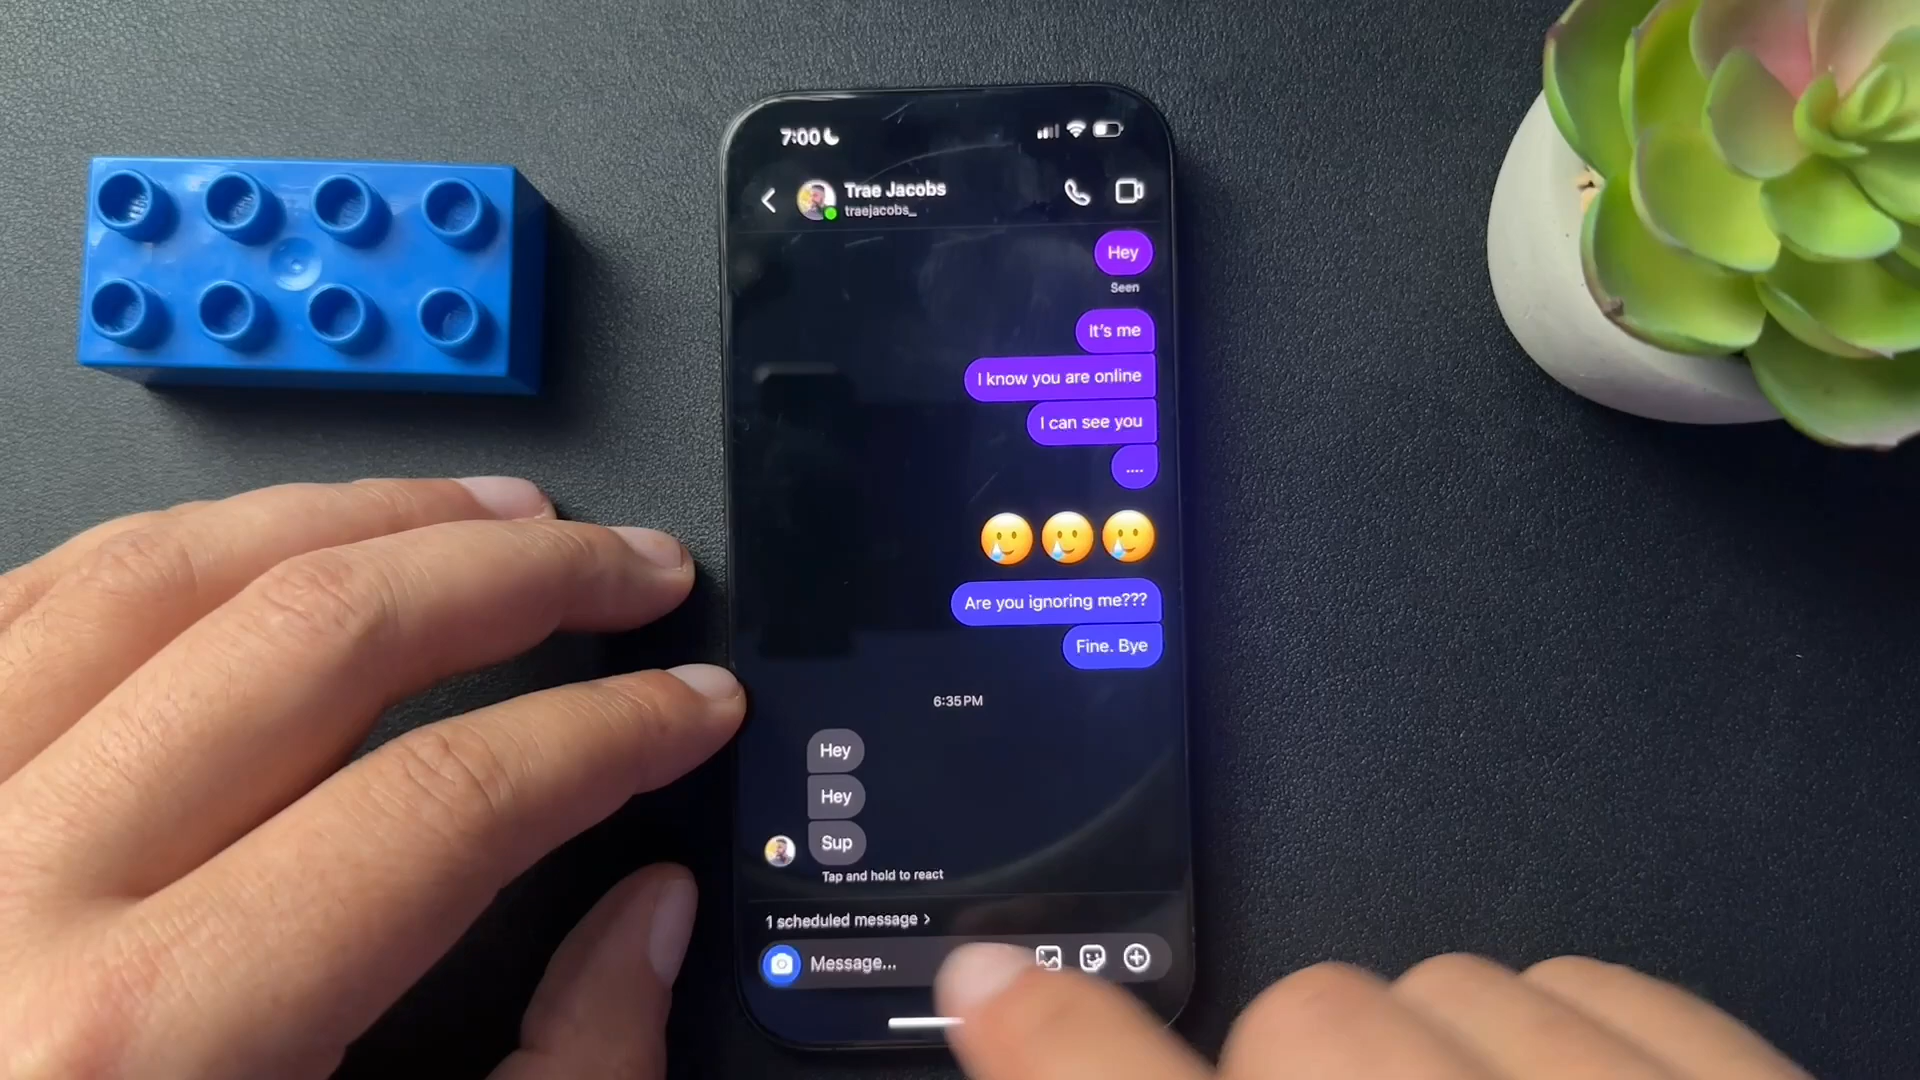 7:00
Trae Jacobs
traejacobs_
Hey
Seen
It's me
I know you are online
I can see you
....
Are you ignoring me???
Fine. Bye
6:35 PM
Hey
Hey
Sup
Tap and hold to react
1 scheduled message >
Message...